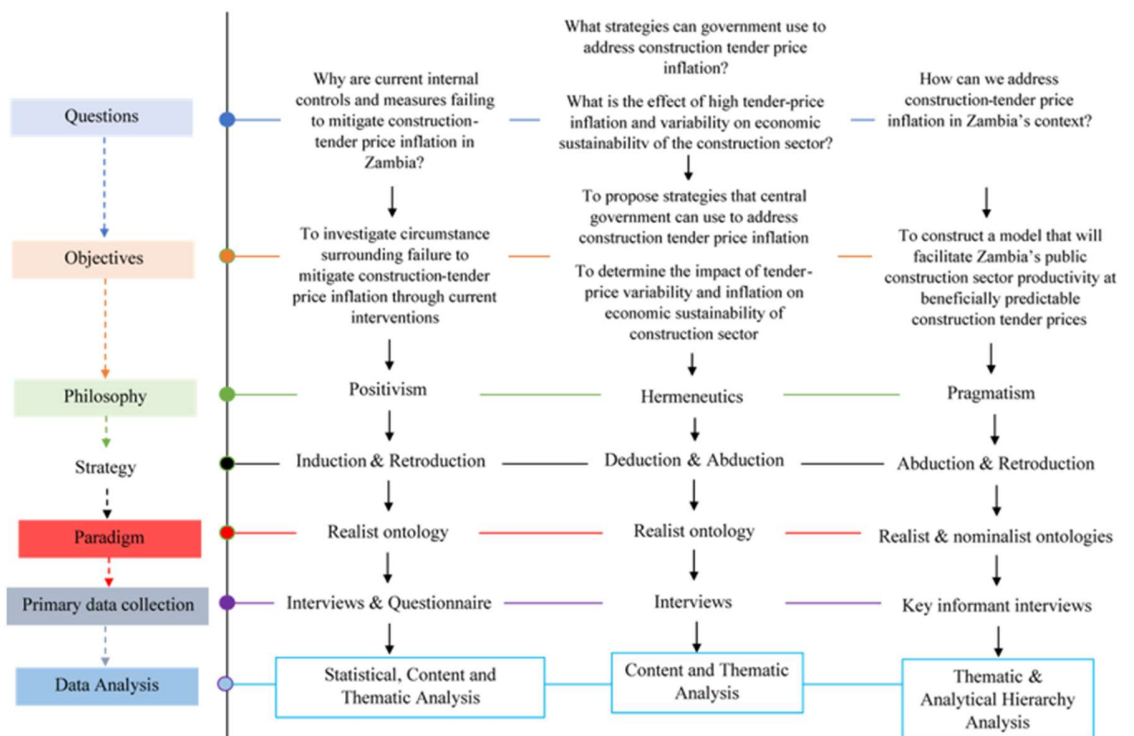 Questions
Why are current internal
controls and measures failing
to mitigate construction-
tender price inflation in
Zambia?
What strategies can government use to
address construction tender price
inflation?
What is the effect of high tender-price
inflation and variability on economic
sustainability of the construction sector?
How can we address
construction-tender price
inflation in Zambia's context?
Objectives
To investigate circumstance
surrounding failure to
mitigate construction-tender
price inflation through current
interventions
To propose strategies that central
government can use to address
construction tender price inflation
To determine the impact of tender-
price variability and inflation on
economic sustainability of
construction sector
To construct a model that will
facilitate Zambia's public
construction sector productivity at
beneficially predictable
construction tender prices
Philosophy
Positivism
Hermeneutics
Pragmatism
Strategy
Induction & Retroduction
Deduction & Abduction
Abduction & Retroduction
Paradigm
Realist ontology
Realist ontology
Realist & nominalist ontologies
Primary data collection
Interviews & Questionnaire
Interviews
Key informant interviews
Data Analysis
Statistical, Content and
Thematic Analysis
Content and Thematic
Analysis
Thematic &
Analytical Hierarchy
Analysis